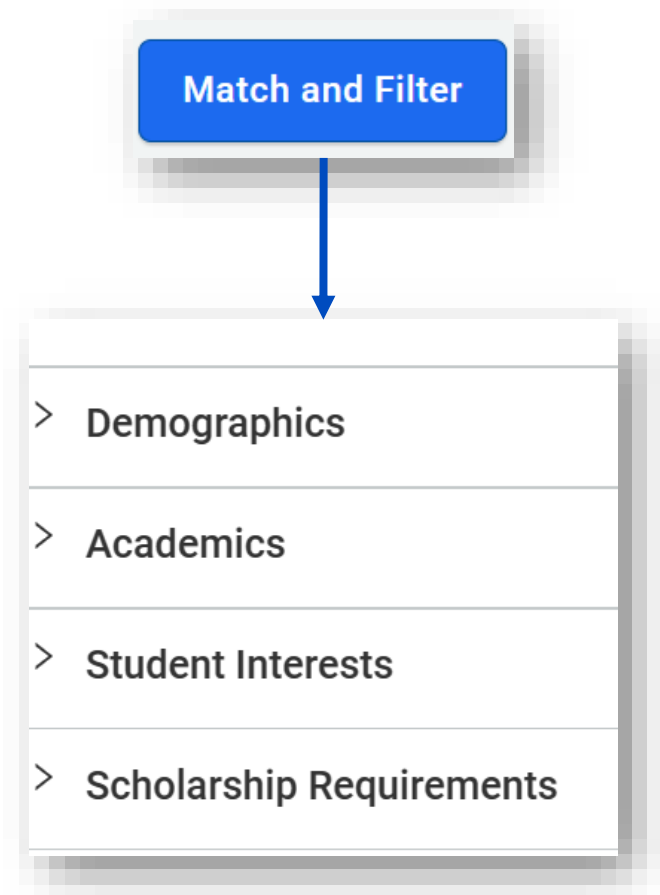 Match and Filter
Demographics
Academics
Student Interests
Scholarship Requirements